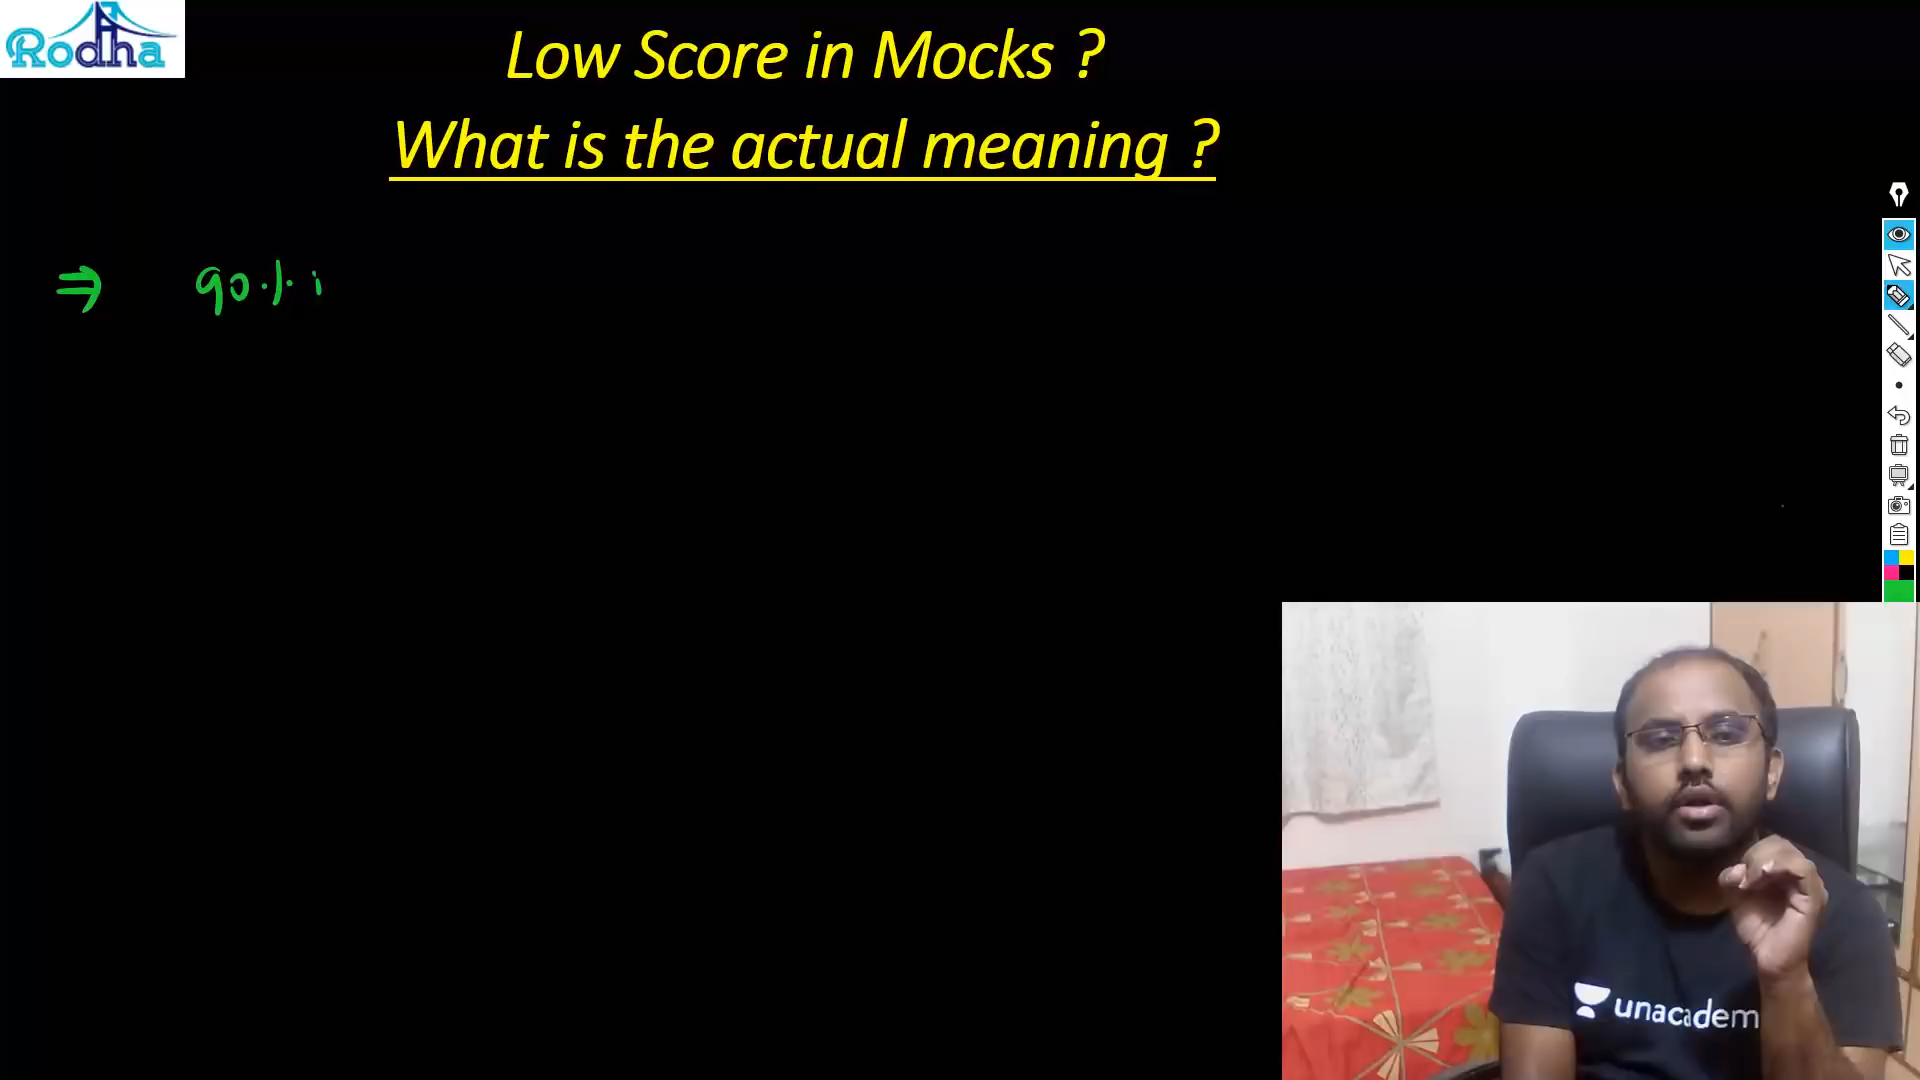 Rodha
Low Score in Mocks ?
What is the actual meaning ?
⇒ 90.%. i
unacadem